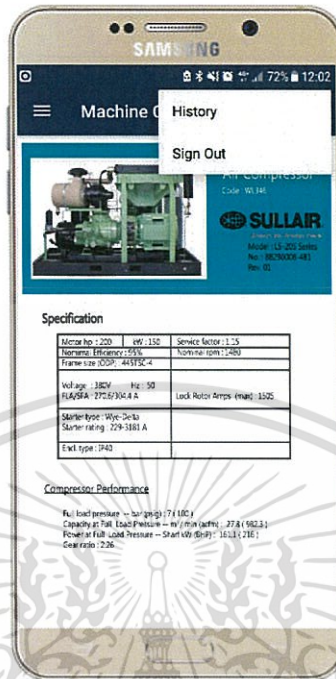 SAMSUNG
72% 12:02
Machine
History
Sign Out
Air Compressor
Code : WL346
SULLAIR
Model : LS-20S Series
No : 88290008-481
Rev. 01
Specification
Motor hp : 200 kW : 150 Service factor : 1.15
Nominal Efficiency : 95% Nominal rpm : 1480
Frame size (ODP) : 445TSC-4
Voltage : 380V Hz : 50
FLA/SFA : 270.6/304.4 A Lock Rotor Amps (max) : 1505
Starter type : Wye-Delta
Starter rating : 229-3181 A
Encl. type : IP40
Compressor Performance
Full load pressure -- bar (psig) : 7 ( 100 )
Capacity at Full Load Pressure -- m³/ min (acfm) : 27.8 ( 982.3 )
Power at Full Load Pressure -- Shaft kW (BHP) : 161.1 ( 216 )
Gear ratio : 2.26